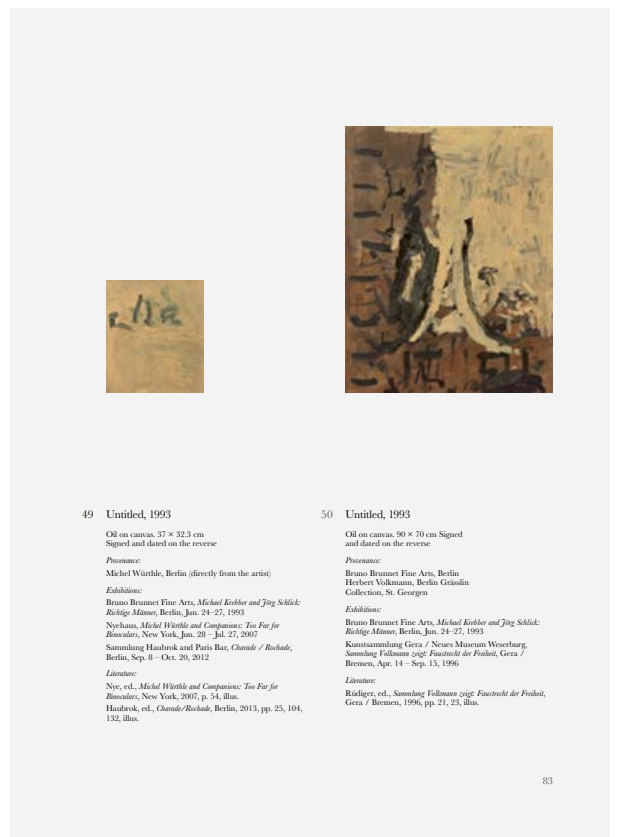 49 Untitled, 1993
Oil on canvas. 37 × 32.3 cm
Signed and dated on the reverse
Provenance:
Michel Würthle, Berlin (directly from the artist)
Exhibitions:
Bruno Brunnet Fine Arts, Michael Krebber and Jörg Schlick:
Richtige Männer, Berlin, Jun. 24–27, 1993
Nyehaus, Michel Würthle and Companions: Too Far for
Binoculars, New York, Jun. 28 – Jul. 27, 2007
Sammlung Haubrok and Paris Bar, Charade / Rochade,
Berlin, Sep. 8 – Oct. 20, 2012
Literature:
Nye, ed., Michel Würthle and Companions: Too Far for
Binoculars, New York, 2007, p. 54, illus.
Haubrok, ed., Charade/Rochade, Berlin, 2013, pp. 25, 104,
132, illus.
50 Untitled, 1993
Oil on canvas. 90 × 70 cm Signed
and dated on the reverse
Provenance:
Bruno Brunnet Fine Arts, Berlin
Herbert Volkmann, Berlin Grässlin
Collection, St. Georgen
Exhibitions:
Bruno Brunnet Fine Arts, Michael Krebber and Jörg Schlick:
Richtige Männer, Berlin, Jun. 24–27, 1993
Kunstsammlung Gera / Neues Museum Weserburg,
Sammlung Volkmann zeigt: Faustrecht der Freiheit, Gera /
Bremen, Apr. 14 – Sep. 15, 1996
Literature:
Rüdiger, ed., Sammlung Volkmann zeigt: Faustrecht der Freiheit,
Gera / Bremen, 1996, pp. 21, 23, illus.
83